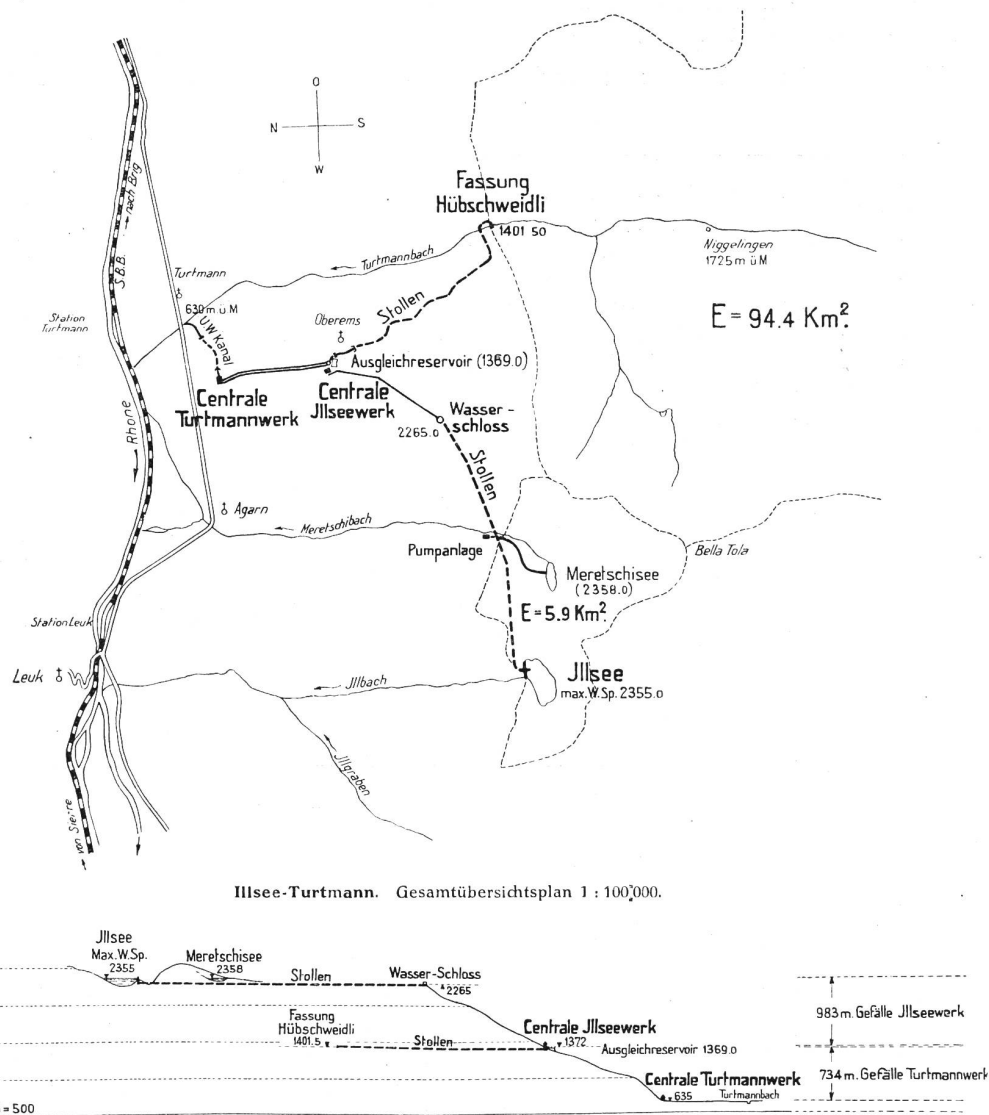 O
N
S
W
Fassung
Hübschweidli
1401 50
Niggelingen
1725 m ü M
S.B.B. → nach Brig
Turtmannbach
Turtmann
630 m. ü M
Station
Turtmann
U.W Kanal
Oberems
Stollen
E = 94.4 Km².
Ausgleichreservoir (1369.0)
Centrale
Turtmannwerk
Centrale
Jllseewerk
Wasser-
schloss
2265.0
Rhone
Stollen
Agarn
Meretschibach
Pumpanlage
Bella Tola
Meretschisee
(2358.0)
E = 5.9 Km².
Station Leuk
Leuk
Jllbach
Jllsee
max. W. Sp. 2355.0
Jllgraben
von Sierre
Illsee-Turtmann. Gesamtübersichtsplan 1 : 100,000.
Jllsee
Max. W. Sp.
2355
Meretschisee
2358
Stollen
Wasser-Schloss
2265
983 m. Gefälle Jllseewerk
Fassung
Hübschweidli
1401.5
Stollen
Centrale Jllseewerk
1372
Ausgleichreservoir 1369.0
734 m. Gefälle Turtmannwerk
Centrale Turtmannwerk
635
Turtmannbach
= 500